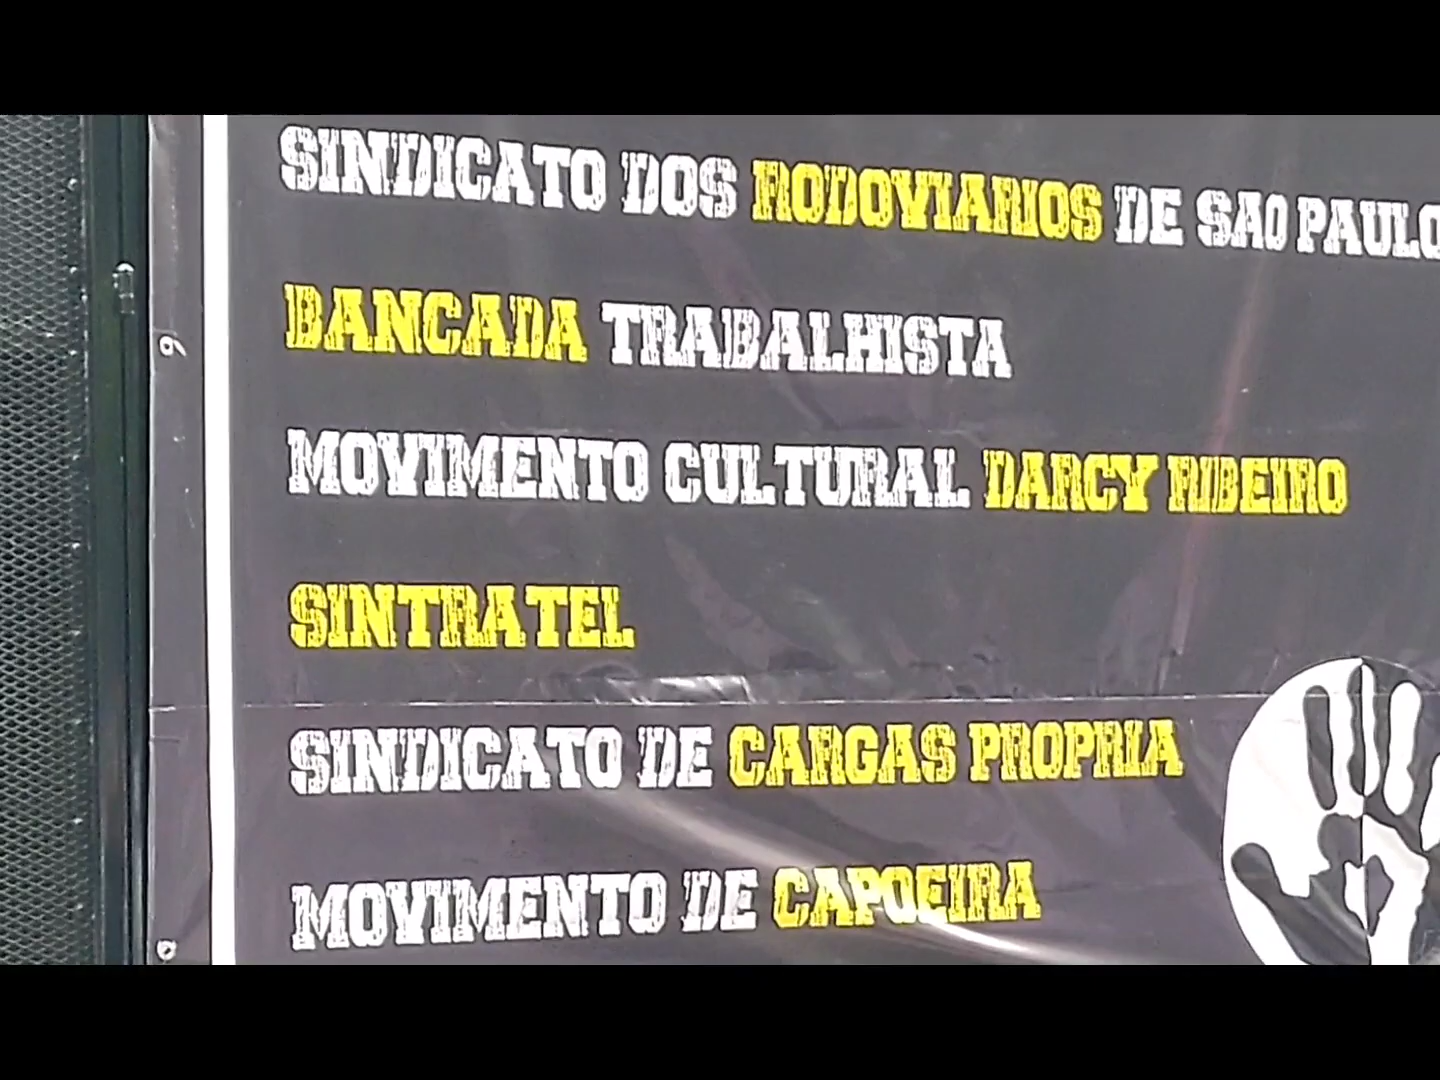 SINDICATO DOS RODOVIARIOS DE SAO PAULO
BANCADA TRABALHISTA
MOVIMENTO CULTURAL DARCY RIBEIRO
SINTRATEL
SINDICATO DE CARGAS PROPRIA
MOVIMENTO DE CAPOEIRA